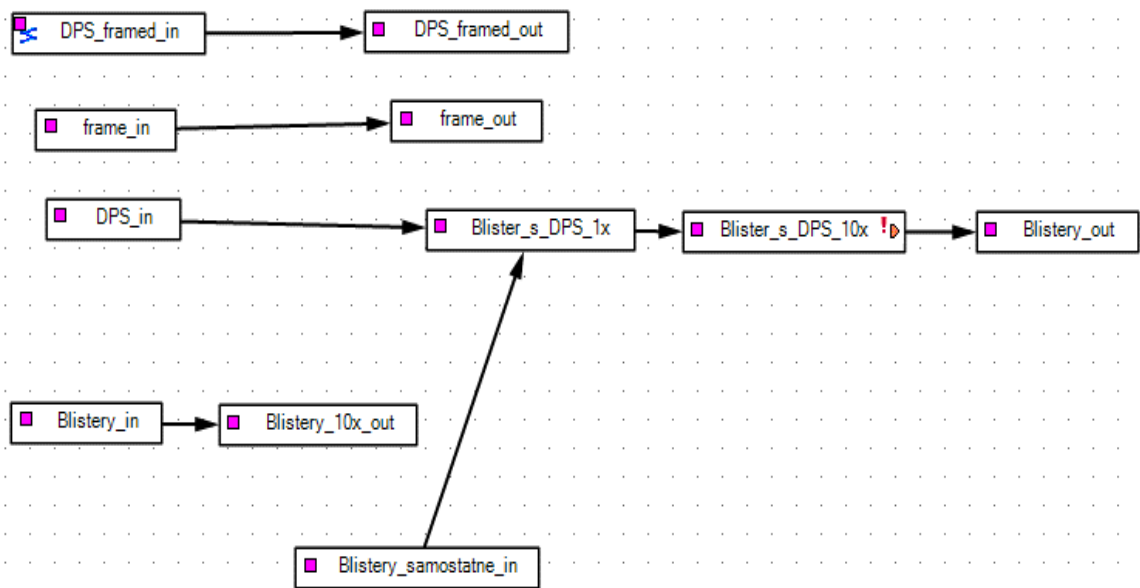 DPS_framed_in
DPS_framed_out
frame_in
frame_out
DPS_in
Blister_s_DPS_1x
Blister_s_DPS_10x
!
Blistery_out
Blistery_in
Blistery_10x_out
Blistery_samostatne_in